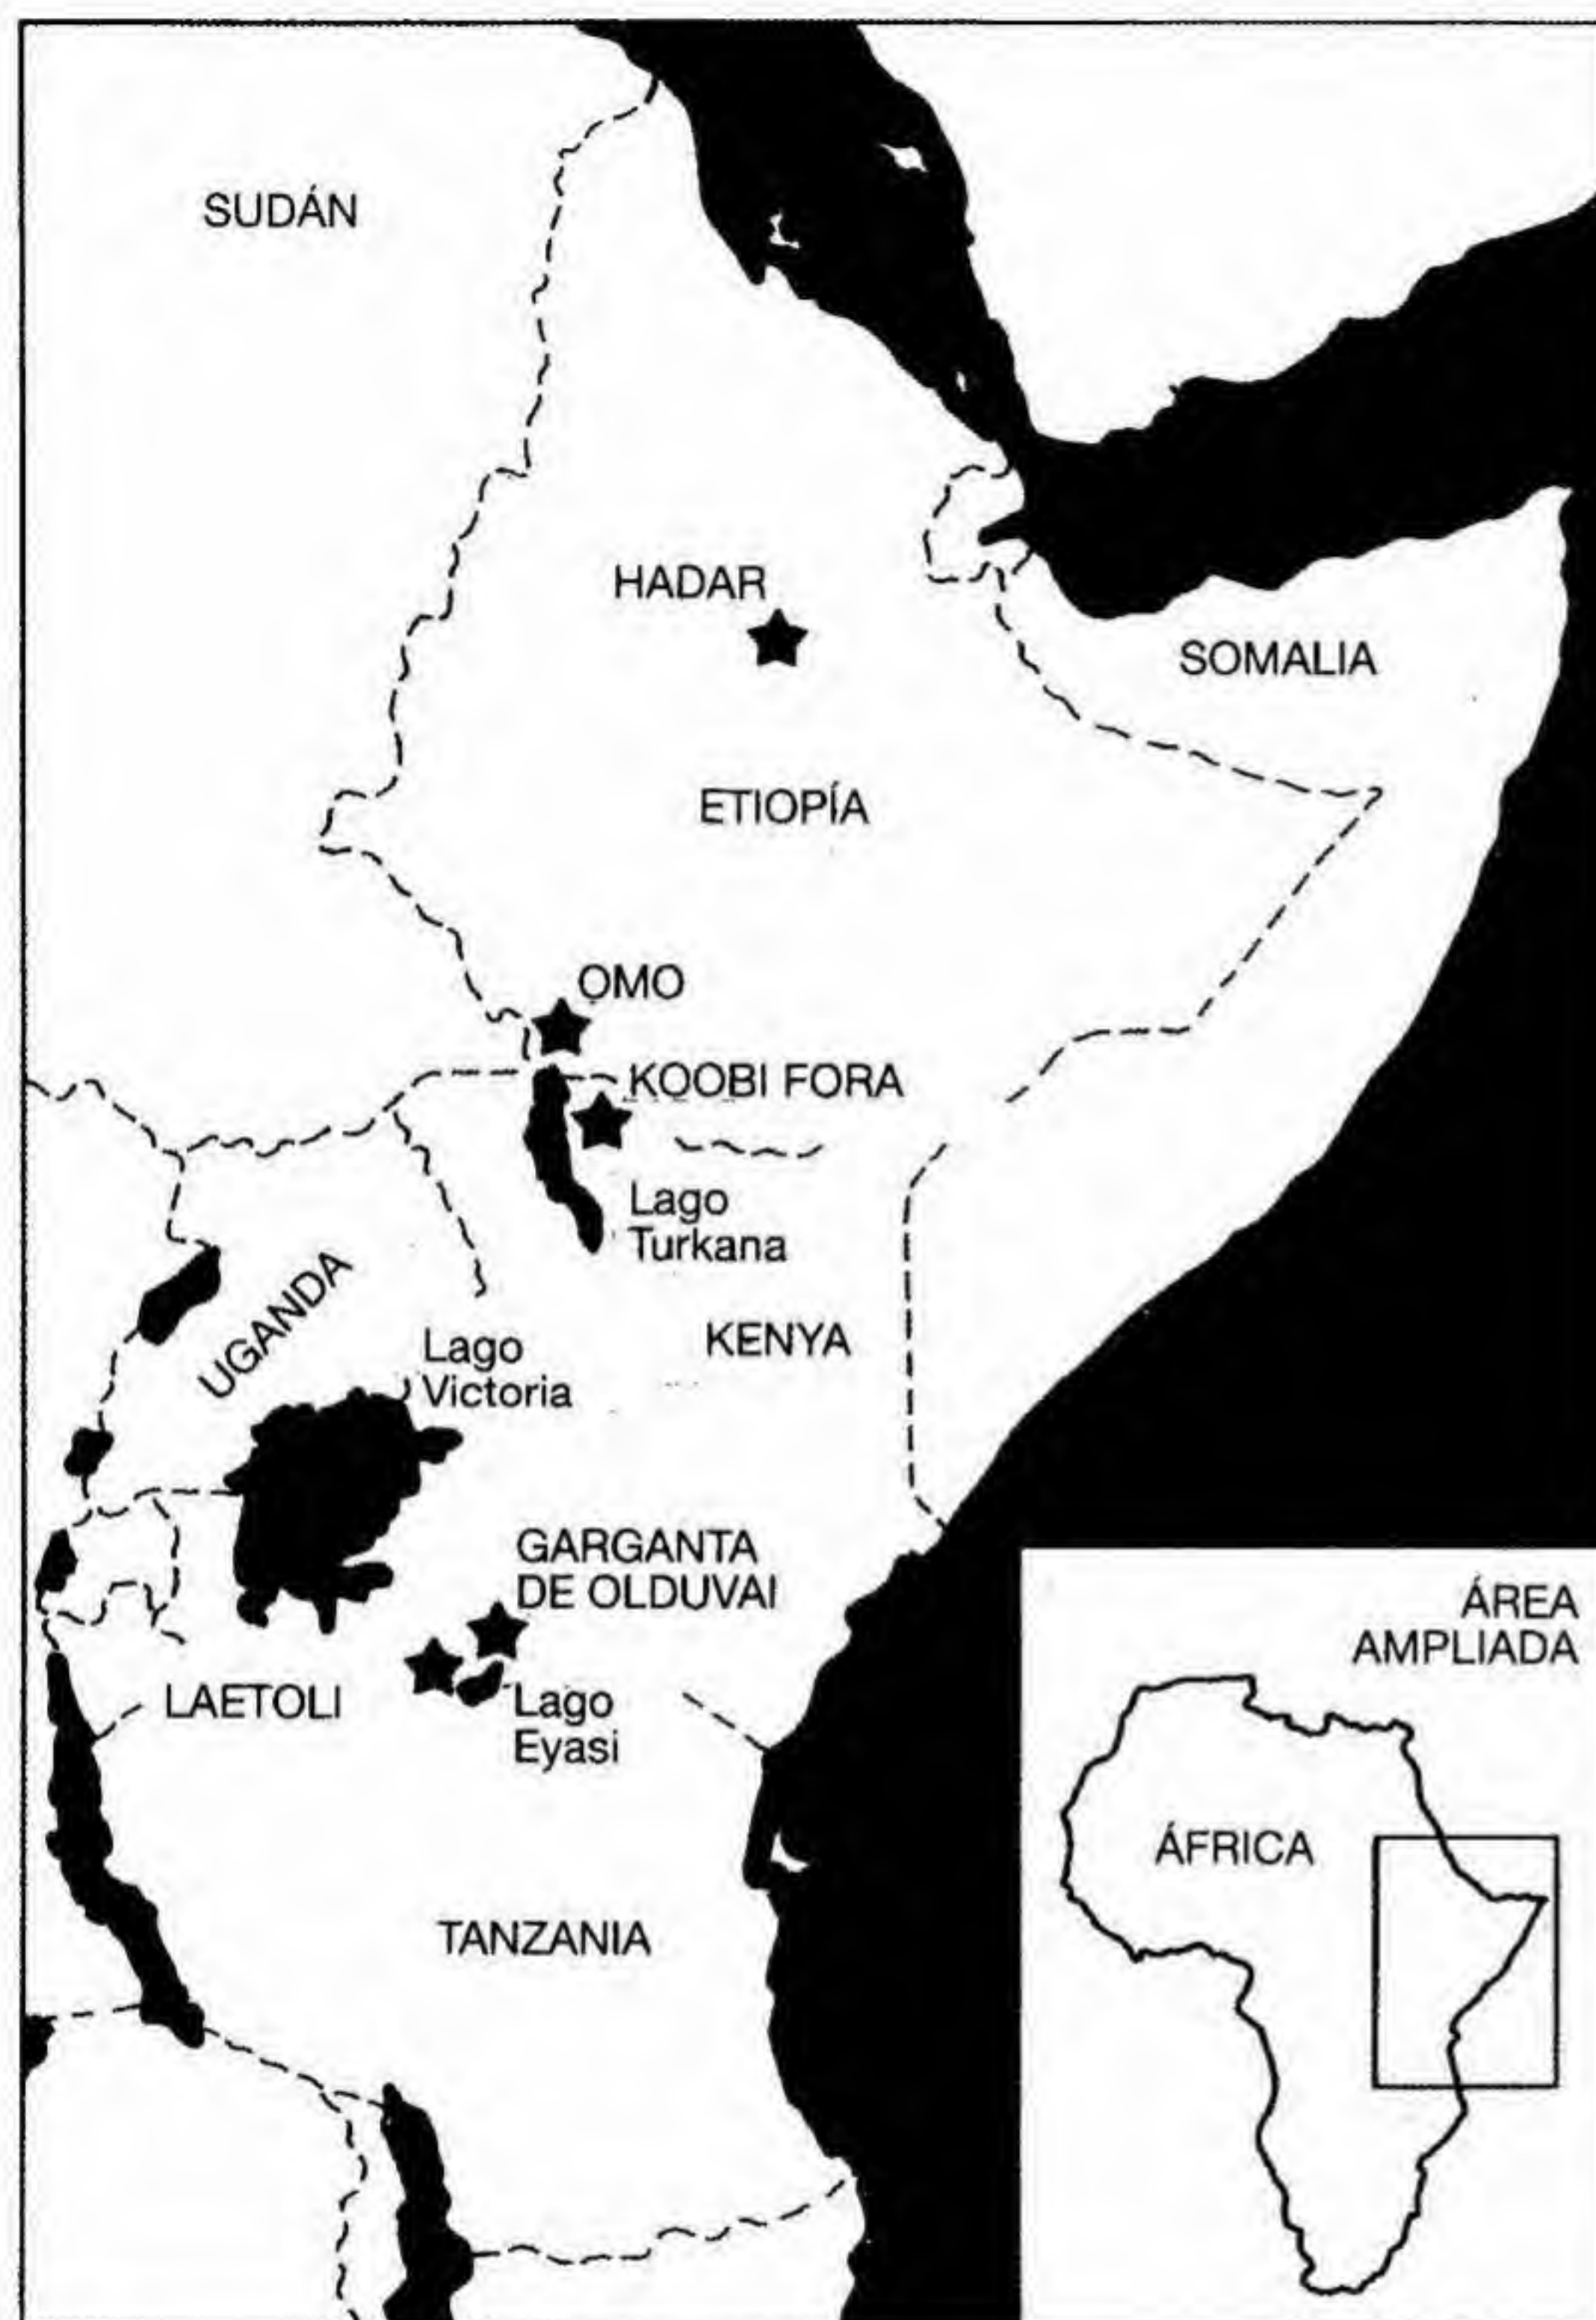 SUDÁN
HADAR
SOMALIA
ETIOPÍA
OMO
KOOBI FORA
Lago
Turkana
UGANDA
KENYA
Lago
Victoria
GARGANTA
DE OLDUVAI
LAETOLI
Lago
Eyasi
TANZANIA
ÁREA
AMPLIADA
ÁFRICA